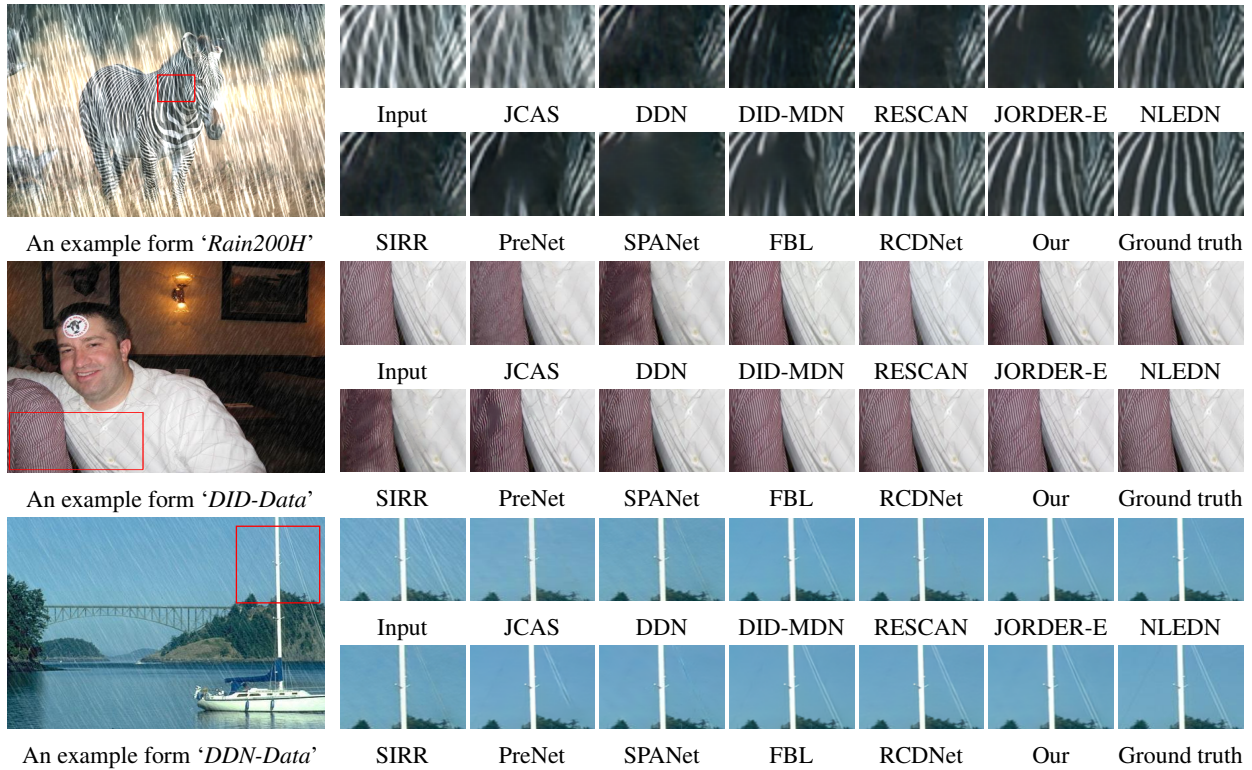 Input JCAS DDN DID-MDN RESCAN JORDER-E NLEDN
An example form ‘Rain200H’ SIRR PreNet SPANet FBL RCDNet Our Ground truth
Input JCAS DDN DID-MDN RESCAN JORDER-E NLEDN
An example form ‘DID-Data’ SIRR PreNet SPANet FBL RCDNet Our Ground truth
Input JCAS DDN DID-MDN RESCAN JORDER-E NLEDN
An example form ‘DDN-Data’ SIRR PreNet SPANet FBL RCDNet Our Ground truth